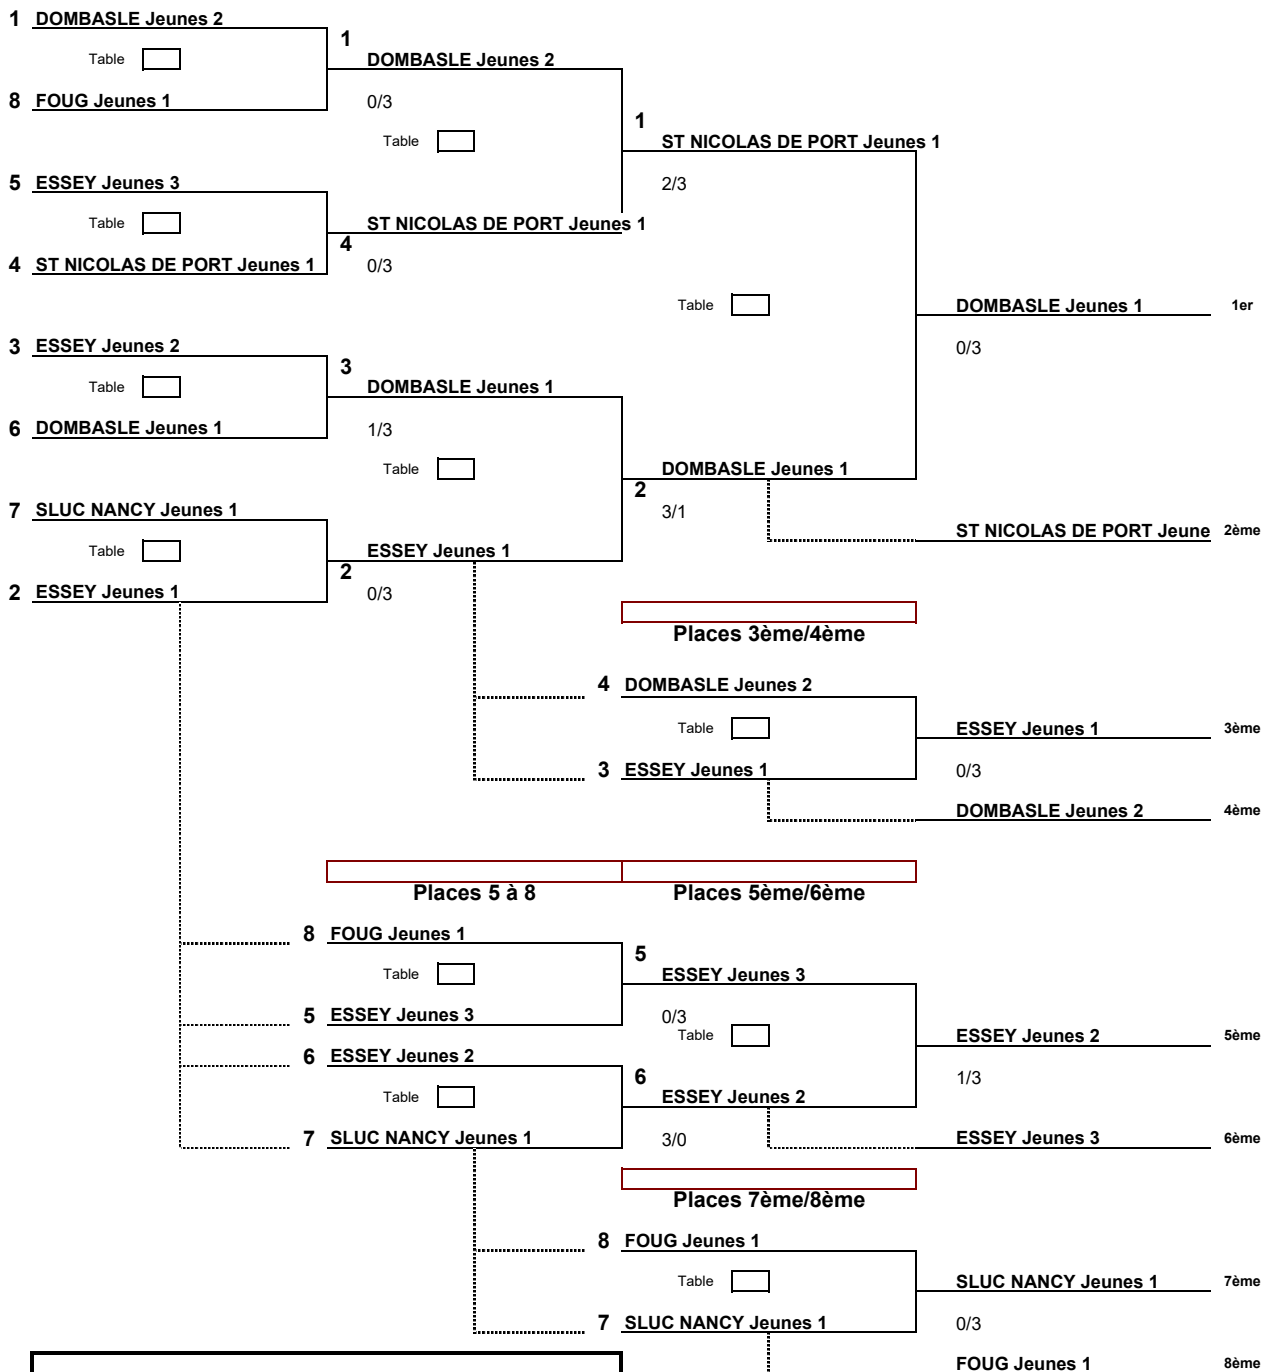 1 DOMBASLE Jeunes 2
1
Table
DOMBASLE Jeunes 2
8 FOUG Jeunes 1
0/3
1
Table
ST NICOLAS DE PORT Jeunes 1
5 ESSEY Jeunes 3
2/3
Table
ST NICOLAS DE PORT Jeunes 1
4
4 ST NICOLAS DE PORT Jeunes 1
0/3
Table
DOMBASLE Jeunes 1 1er
3 ESSEY Jeunes 2
0/3
3
Table
DOMBASLE Jeunes 1
6 DOMBASLE Jeunes 1
1/3
Table
DOMBASLE Jeunes 1
2
7 SLUC NANCY Jeunes 1
3/1
ST NICOLAS DE PORT Jeune 2ème
Table
ESSEY Jeunes 1
2
2 ESSEY Jeunes 1
0/3
Places 3ème/4ème
4 DOMBASLE Jeunes 2
Table
ESSEY Jeunes 1 3ème
3 ESSEY Jeunes 1
0/3
DOMBASLE Jeunes 2 4ème
Places 5 à 8
Places 5ème/6ème
8 FOUG Jeunes 1
5
Table
ESSEY Jeunes 3
5 ESSEY Jeunes 3
0/3
Table
ESSEY Jeunes 2 5ème
6 ESSEY Jeunes 2
6
1/3
Table
ESSEY Jeunes 2
7 SLUC NANCY Jeunes 1
3/0
ESSEY Jeunes 3 6ème
Places 7ème/8ème
8 FOUG Jeunes 1
Table
SLUC NANCY Jeunes 1 7ème
7 SLUC NANCY Jeunes 1
0/3
FOUG Jeunes 1 8ème